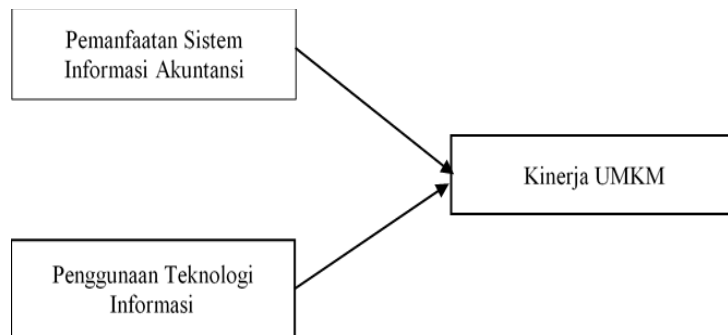 Pemanfaatan Sistem
Informasi Akuntansi
Kinerja UMKM
Penggunaan Teknologi
Informasi